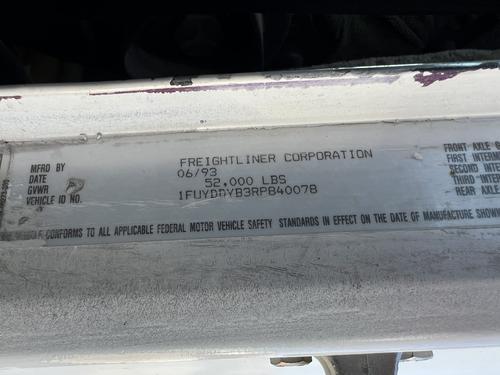 MFRD BY FREIGHTLINER CORPORATION
DATE 06/93
GVWR 52,000 LBS
VEHICLE ID NO. 1FUYDDYB3RP840078
FRONT AXLE
FIRST INTERM
SECOND INTER
THIRD INTE
REAR AXLE
CONFORMS TO ALL APPLICABLE FEDERAL MOTOR VEHICLE SAFETY STANDARDS IN EFFECT ON THE DATE OF MANUFACTURE SHOWN